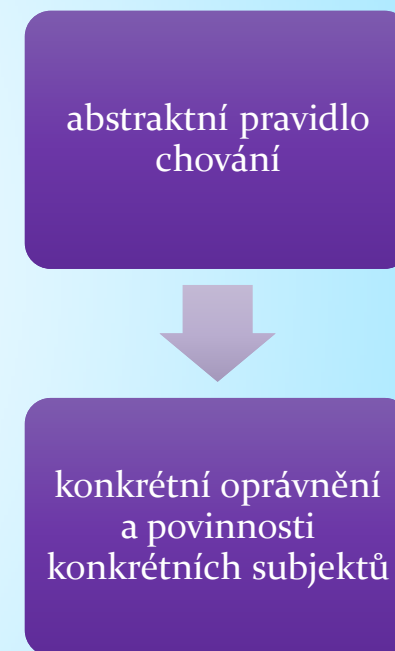 abstraktní pravidlo
chování
konkrétní oprávnění
a povinnosti
konkrétních subjektů